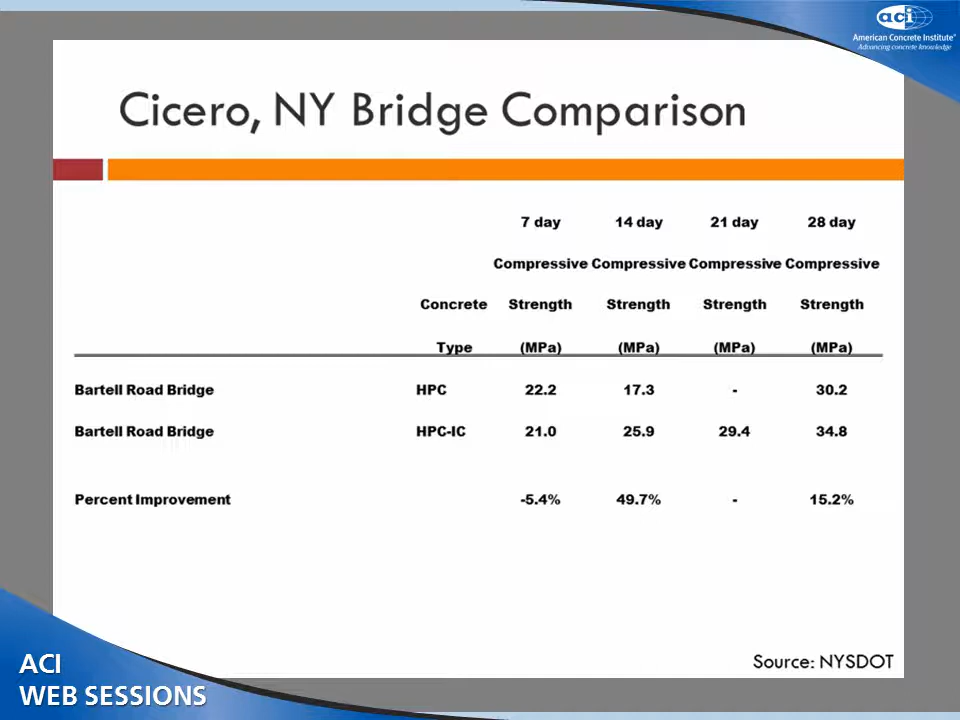 aci
American Concrete Institute®
Advancing concrete knowledge
Cicero, NY Bridge Comparison
7 day 14 day 21 day 28 day
Compressive Compressive Compressive Compressive
Concrete Strength Strength Strength Strength
Type (MPa) (MPa) (MPa) (MPa)
Bartell Road Bridge HPC 22.2 17.3 - 30.2
Bartell Road Bridge HPC-IC 21.0 25.9 29.4 34.8
Percent Improvement -5.4% 49.7% - 15.2%
Source: NYSDOT
ACI
WEB SESSIONS